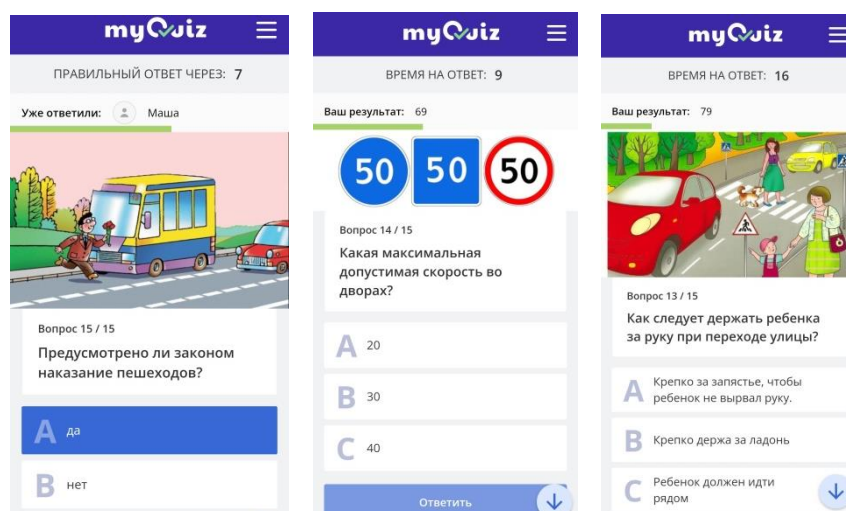 myQuiz
ПРАВИЛЬНЫЙ ОТВЕТ ЧЕРЕЗ: 7
Уже ответили: Маша
Вопрос 15 / 15
Предусмотрено ли законом
наказание пешеходов?
A да
B нет
myQuiz
ВРЕМЯ НА ОТВЕТ: 9
Ваш результат: 69
50 50 50
Вопрос 14 / 15
Какая максимальная
допустимая скорость во
дворах?
A 20
B 30
C 40
Ответить
myQuiz
ВРЕМЯ НА ОТВЕТ: 16
Ваш результат: 79
Вопрос 13 / 15
Как следует держать ребенка
за руку при переходе улицы?
A Крепко за запястье, чтобы
ребенок не вырвал руку.
B Крепко держа за ладонь
C Ребенок должен идти
рядом